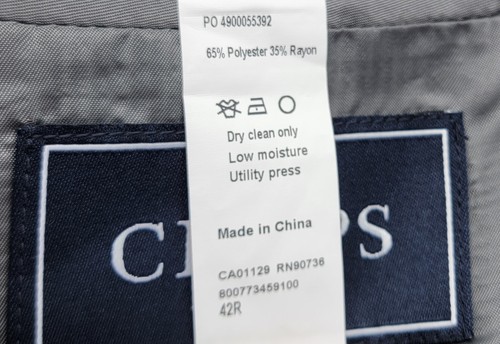 PO 4900055392
65% Polyester 35% Rayon
Dry clean only
Low moisture
Utility press
Made in China
CA01129 RN90736
800773459100
42R